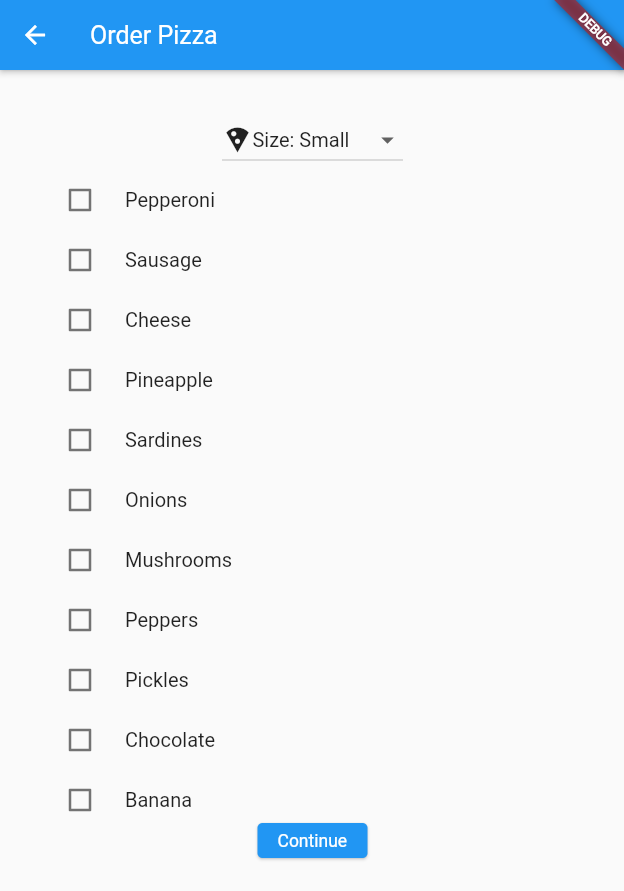 Order Pizza
DEBUG
Size: Small
Pepperoni
Sausage
Cheese
Pineapple
Sardines
Onions
Mushrooms
Peppers
Pickles
Chocolate
Banana
Continue